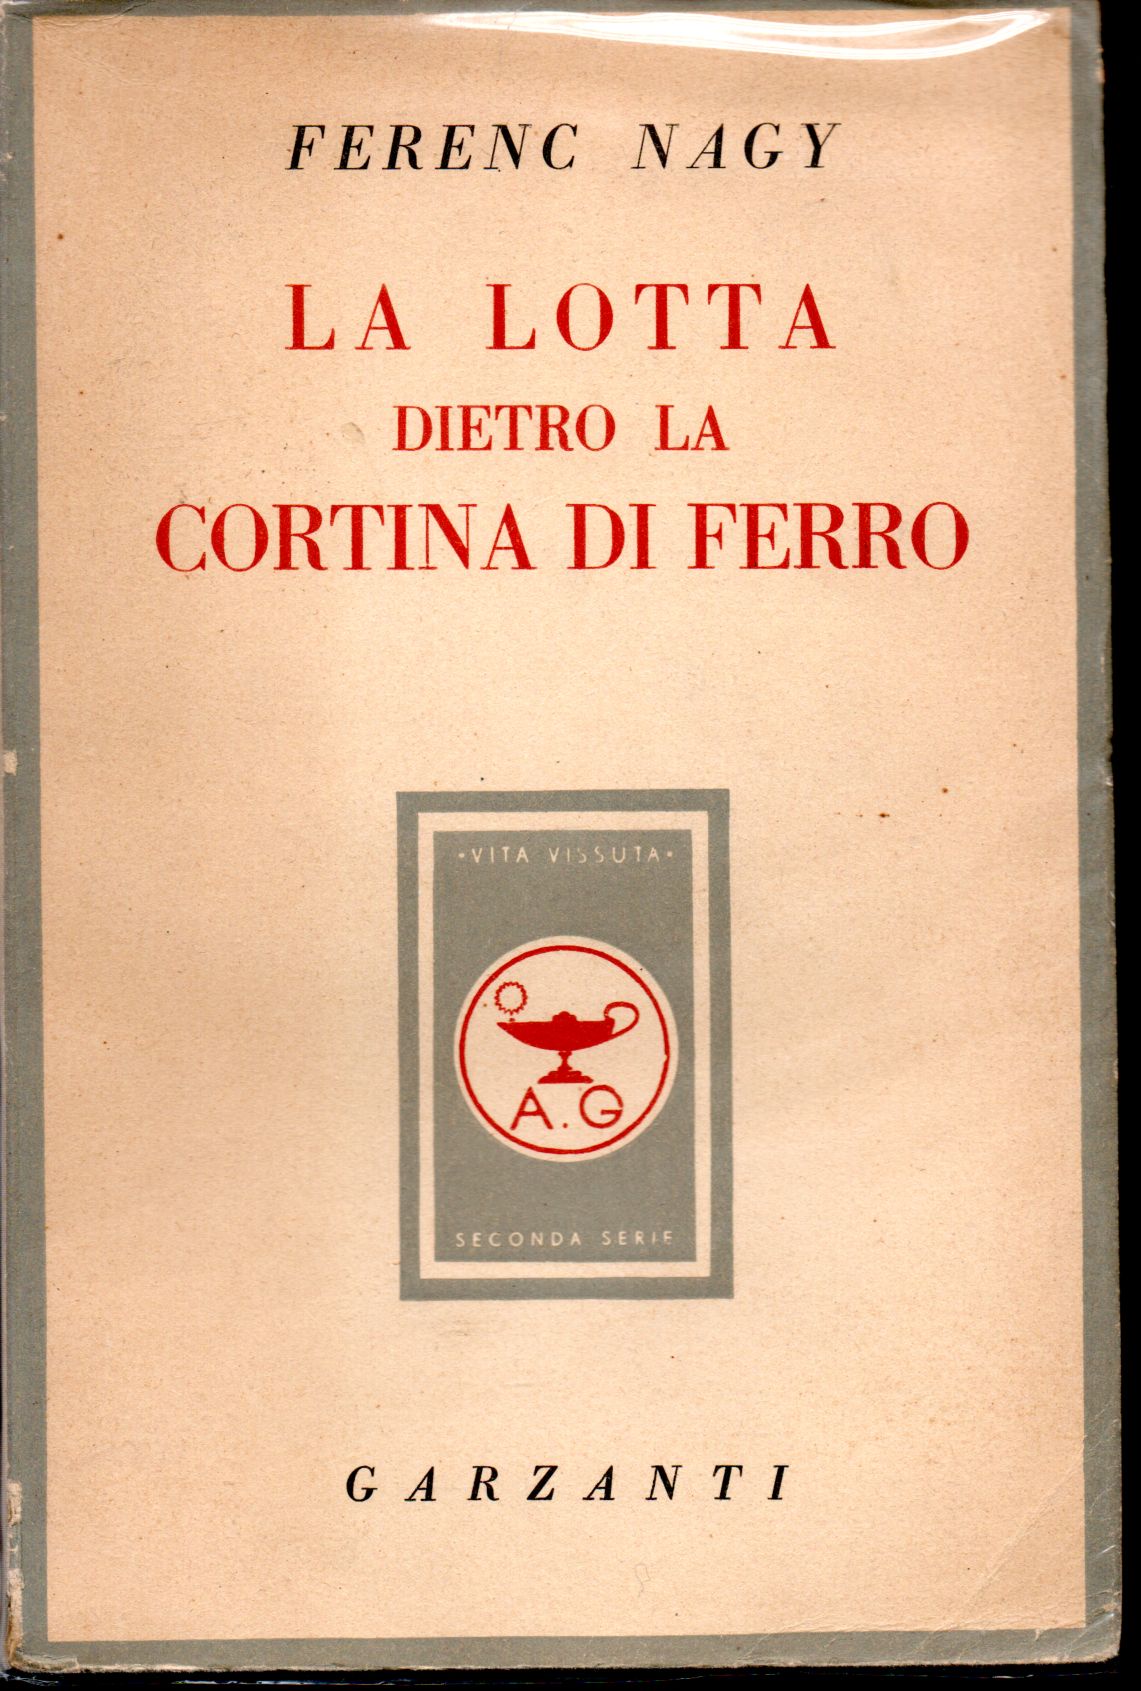 FERENC NAGY
LA LOTTA
DIETRO LA
CORTINA DI FERRO
•VITA VISSUTA•
A.G
SECONDA SERIE
GARZANTI